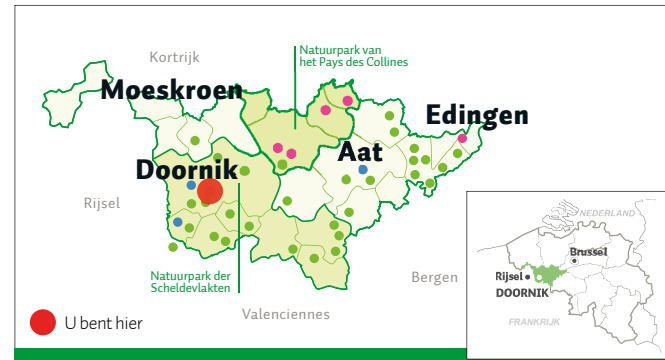 Kortrijk
Natuurpark van
het Pays des Collines
Moeskroen
Edingen
Aat
Doornik
Rijsel
Natuurpark der
Scheldevlakten
Bergen
Valenciennes
U bent hier
NEDERLAND
Brussel
Rijsel
DOORNIK
FRANKRIJK